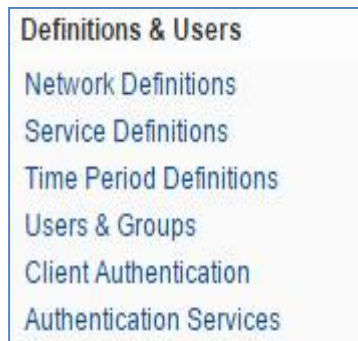 Definitions & Users
Network Definitions
Service Definitions
Time Period Definitions
Users & Groups
Client Authentication
Authentication Services